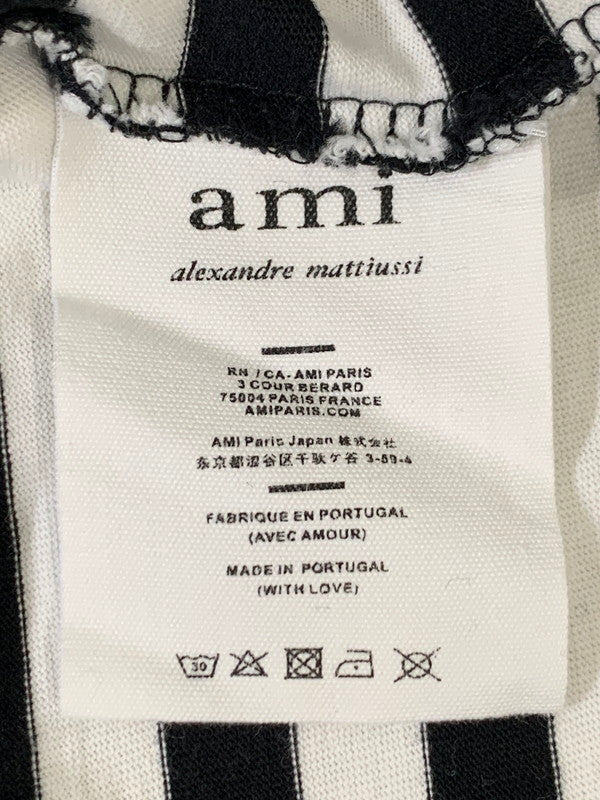 ami
alexandre mattiussi
RN / CA - AMI PARIS
3 COUR BERARD
75004 PARIS FRANCE
AMIPARIS.COM
AMI Paris Japan 株式会社
东京都沼谷区千駄ケ谷 3-59-4
FABRIQUE EN PORTUGAL
(AVEC AMOUR)
MADE IN PORTUGAL
(WITH LOVE)
30